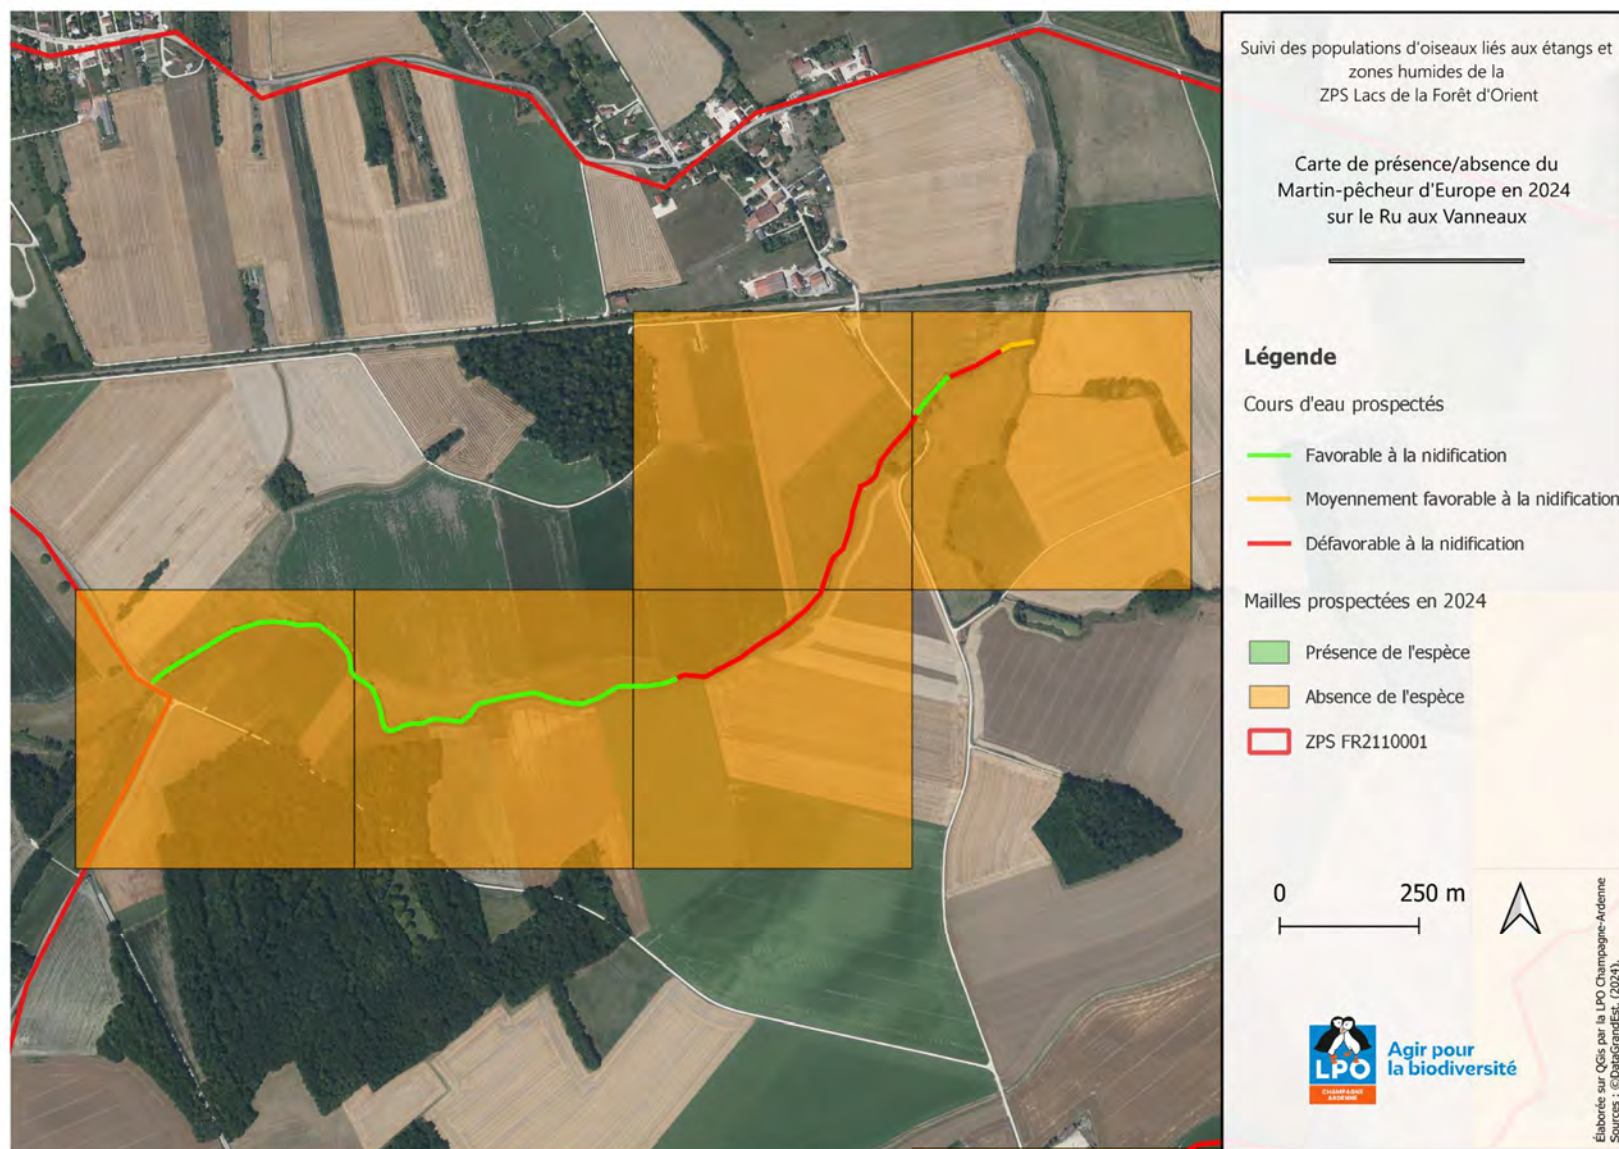 Suivi des populations d'oiseaux liés aux étangs et
zones humides de la
ZPS Lacs de la Forêt d'Orient
Carte de présence/absence du
Martin-pêcheur d'Europe en 2024
sur le Ru aux Vanneaux
Légende
Cours d'eau prospectés
Favorable à la nidification
Moyennement favorable à la nidification
Défavorable à la nidification
Mailles prospectées en 2024
Présence de l'espèce
Absence de l'espèce
ZPS FR2110001
0 250 m
LPO
CHAMPAGNE
ARDENNE
Agir pour
la biodiversité
Élaborée sur QGis par la LPO Champagne-Ardenne
Sources : ©DataGrandEst, (2024).